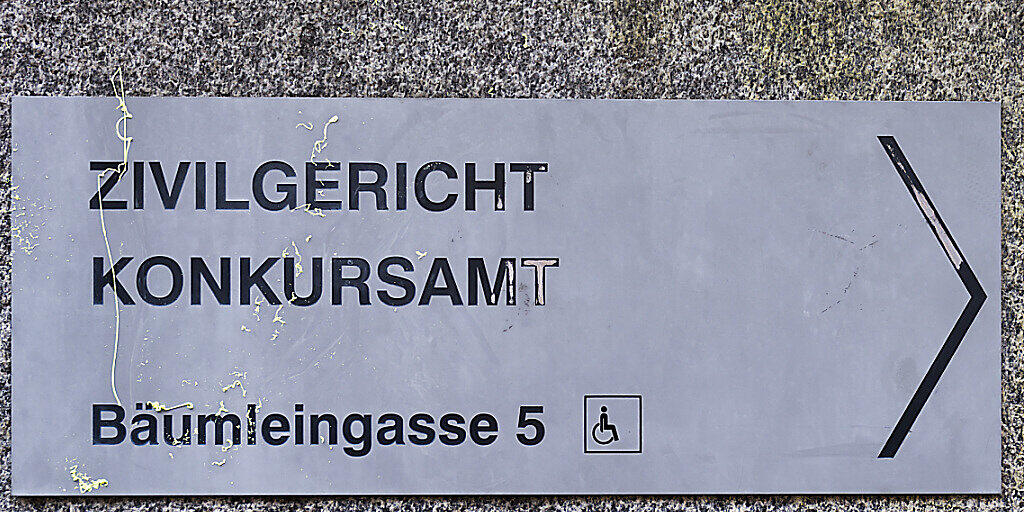 ZIVILGERICHT
KONKURSAMT
Bäumleingasse 5